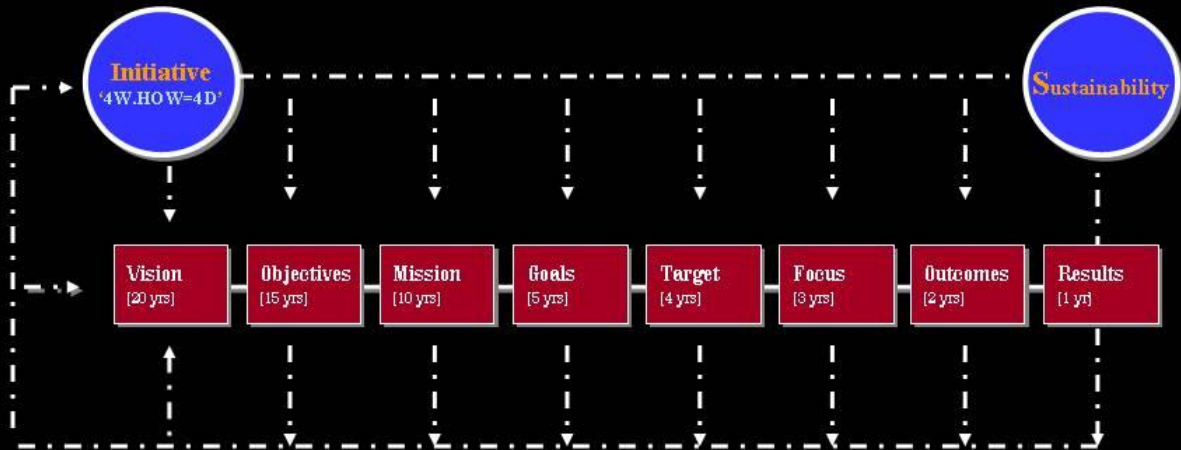 Initiative
‘4W.HOW=4D’
Sustainability
Vision
[20 yrs]
Objectives
[15 yrs]
Mission
[10 yrs]
Goals
[5 yrs]
Target
[4 yrs]
Focus
[3 yrs]
Outcomes
[2 yrs]
Results
[1 yr]